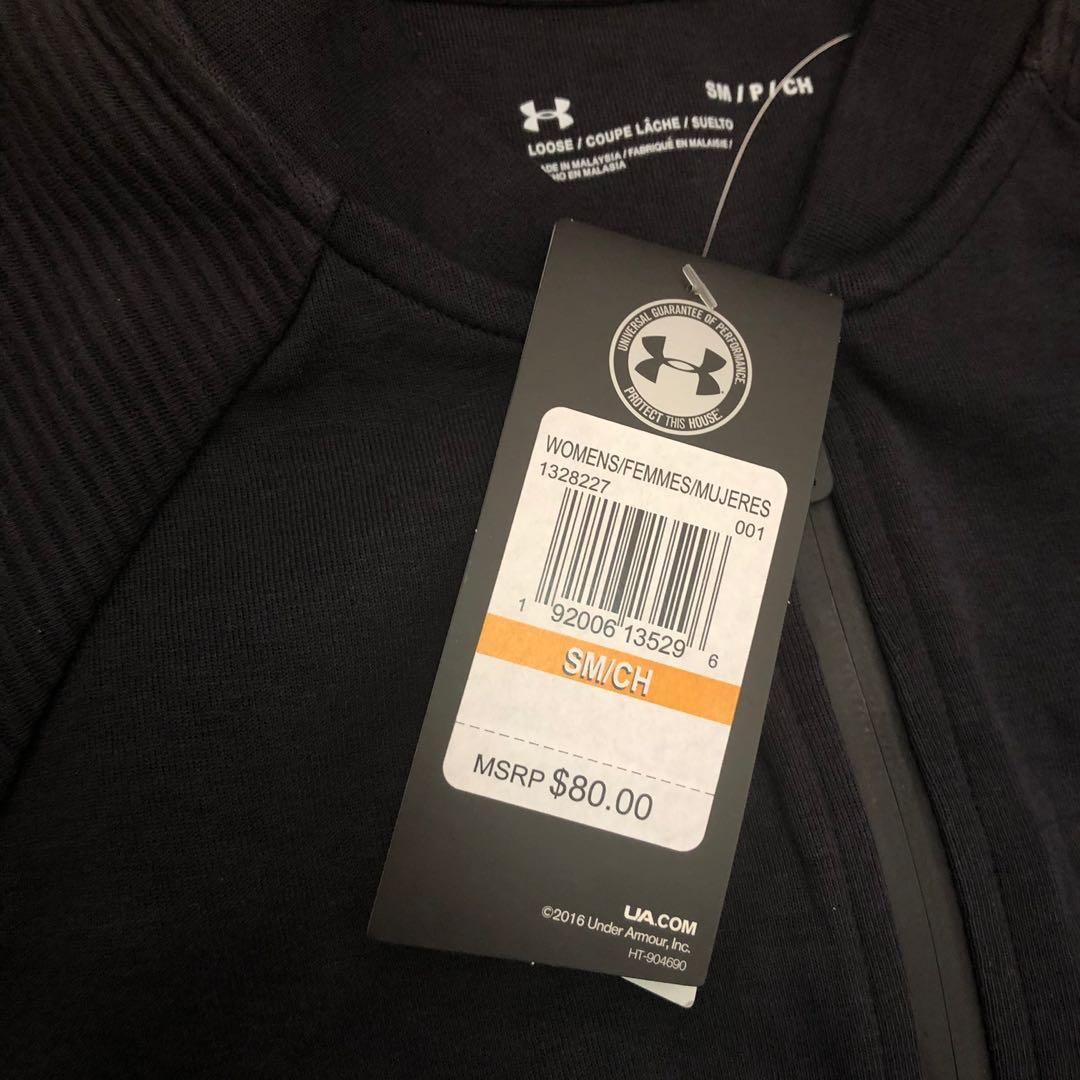 SM / P / CH
LOOSE / COUPE LÂCHE / SUELTO
IN MALAYSIA / FABRIQUÉ EN MALAISIE /
EN MALASIA
UNIVERSAL GUARANTEE OF PERFORMANCE
PROTECT THIS HOUSE.
WOMENS/FEMMES/MUJERES
1328227
001
1 92006 13529 6
SM/CH
MSRP $80.00
UA.COM
©2016 Under Armour, Inc.
HT-904690